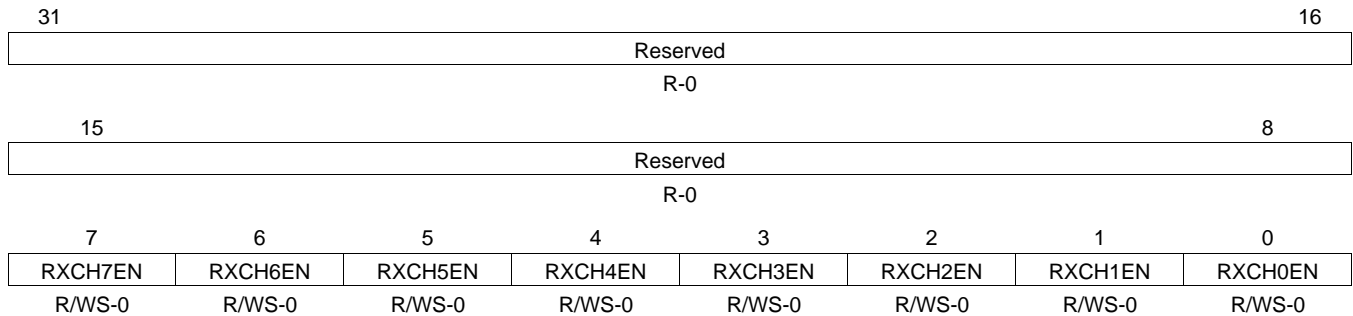 31 16
Reserved
R-0
15 8
Reserved
R-0
7 6 5 4 3 2 1 0
RXCH7EN RXCH6EN RXCH5EN RXCH4EN RXCH3EN RXCH2EN RXCH1EN RXCH0EN
R/WS-0 R/WS-0 R/WS-0 R/WS-0 R/WS-0 R/WS-0 R/WS-0 R/WS-0